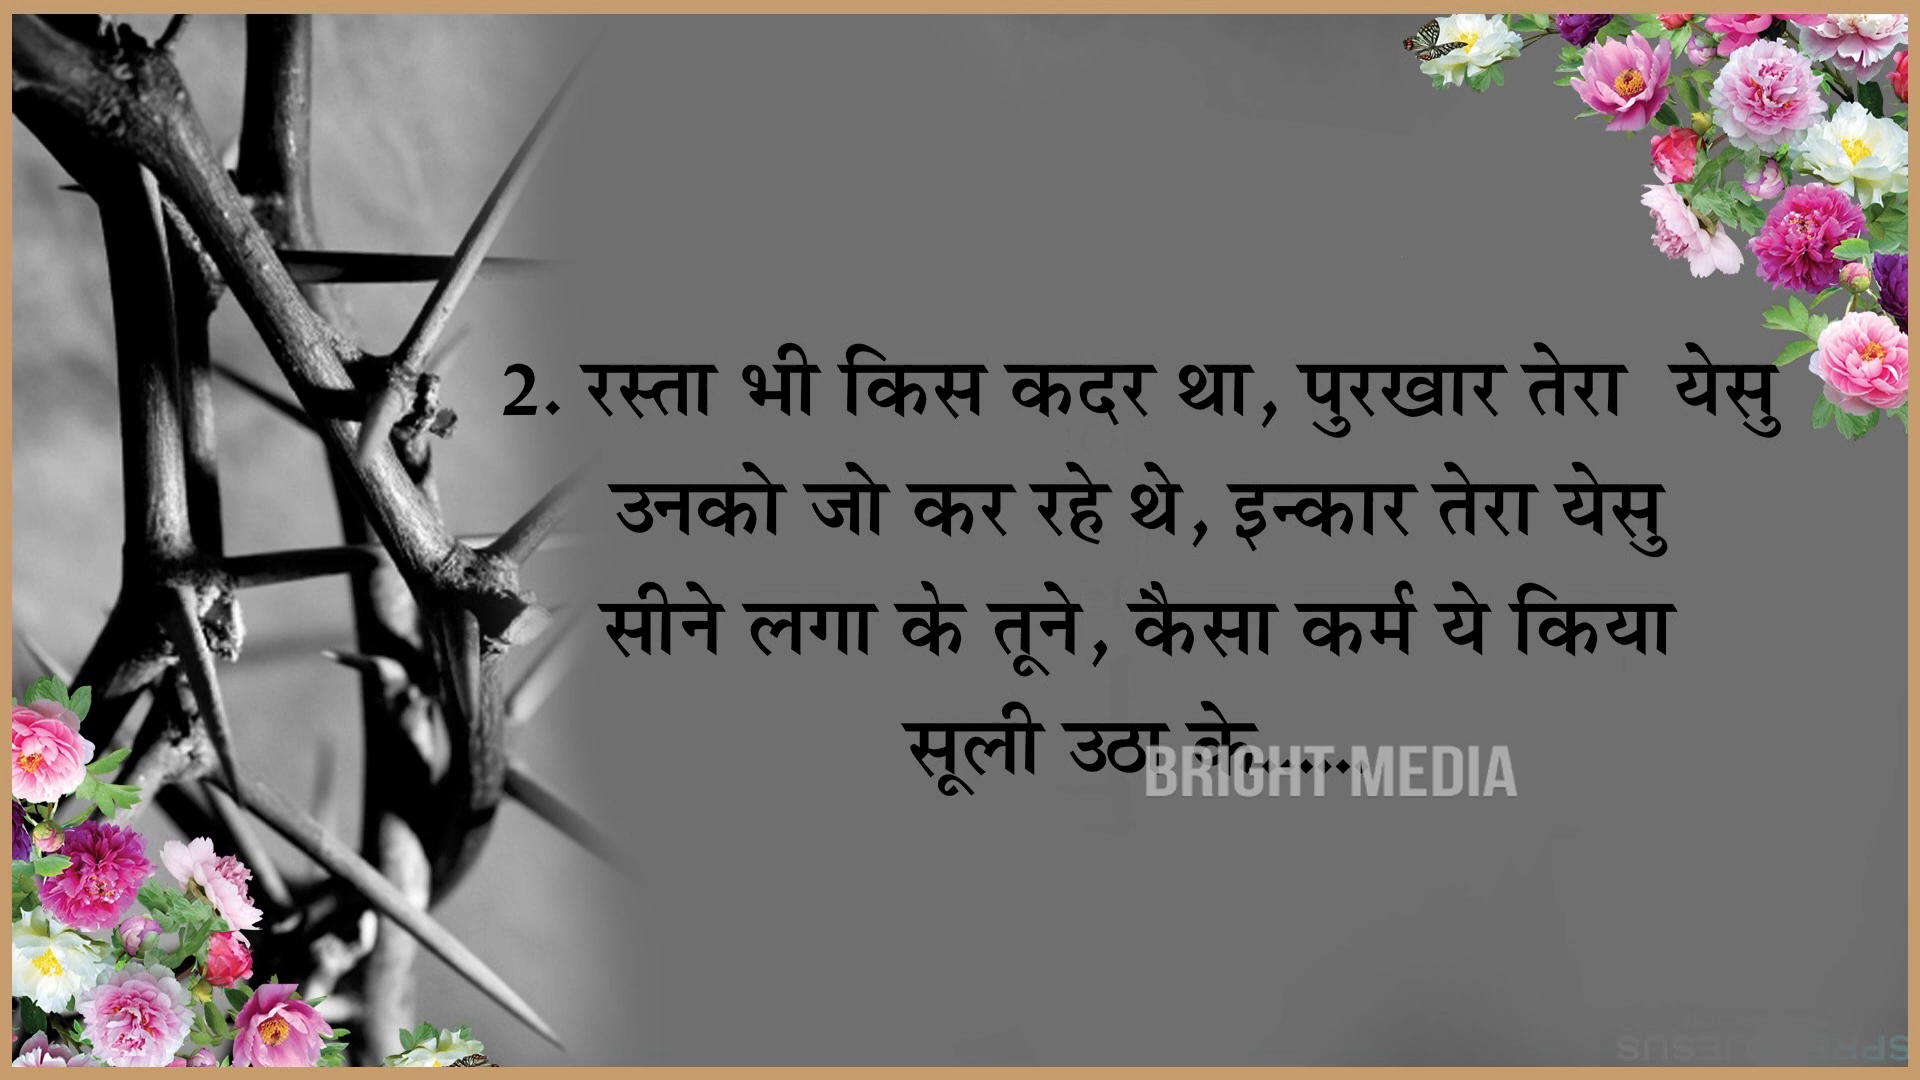 2. रस्ता भी किस कदर था, पुरखार तेरा येसु
उनको जो कर रहे थे, इन्कार तेरा येसु
सीने लगा के तूने, कैसा कर्म ये किया
सूली उठा के.....
BRIGHT MEDIA